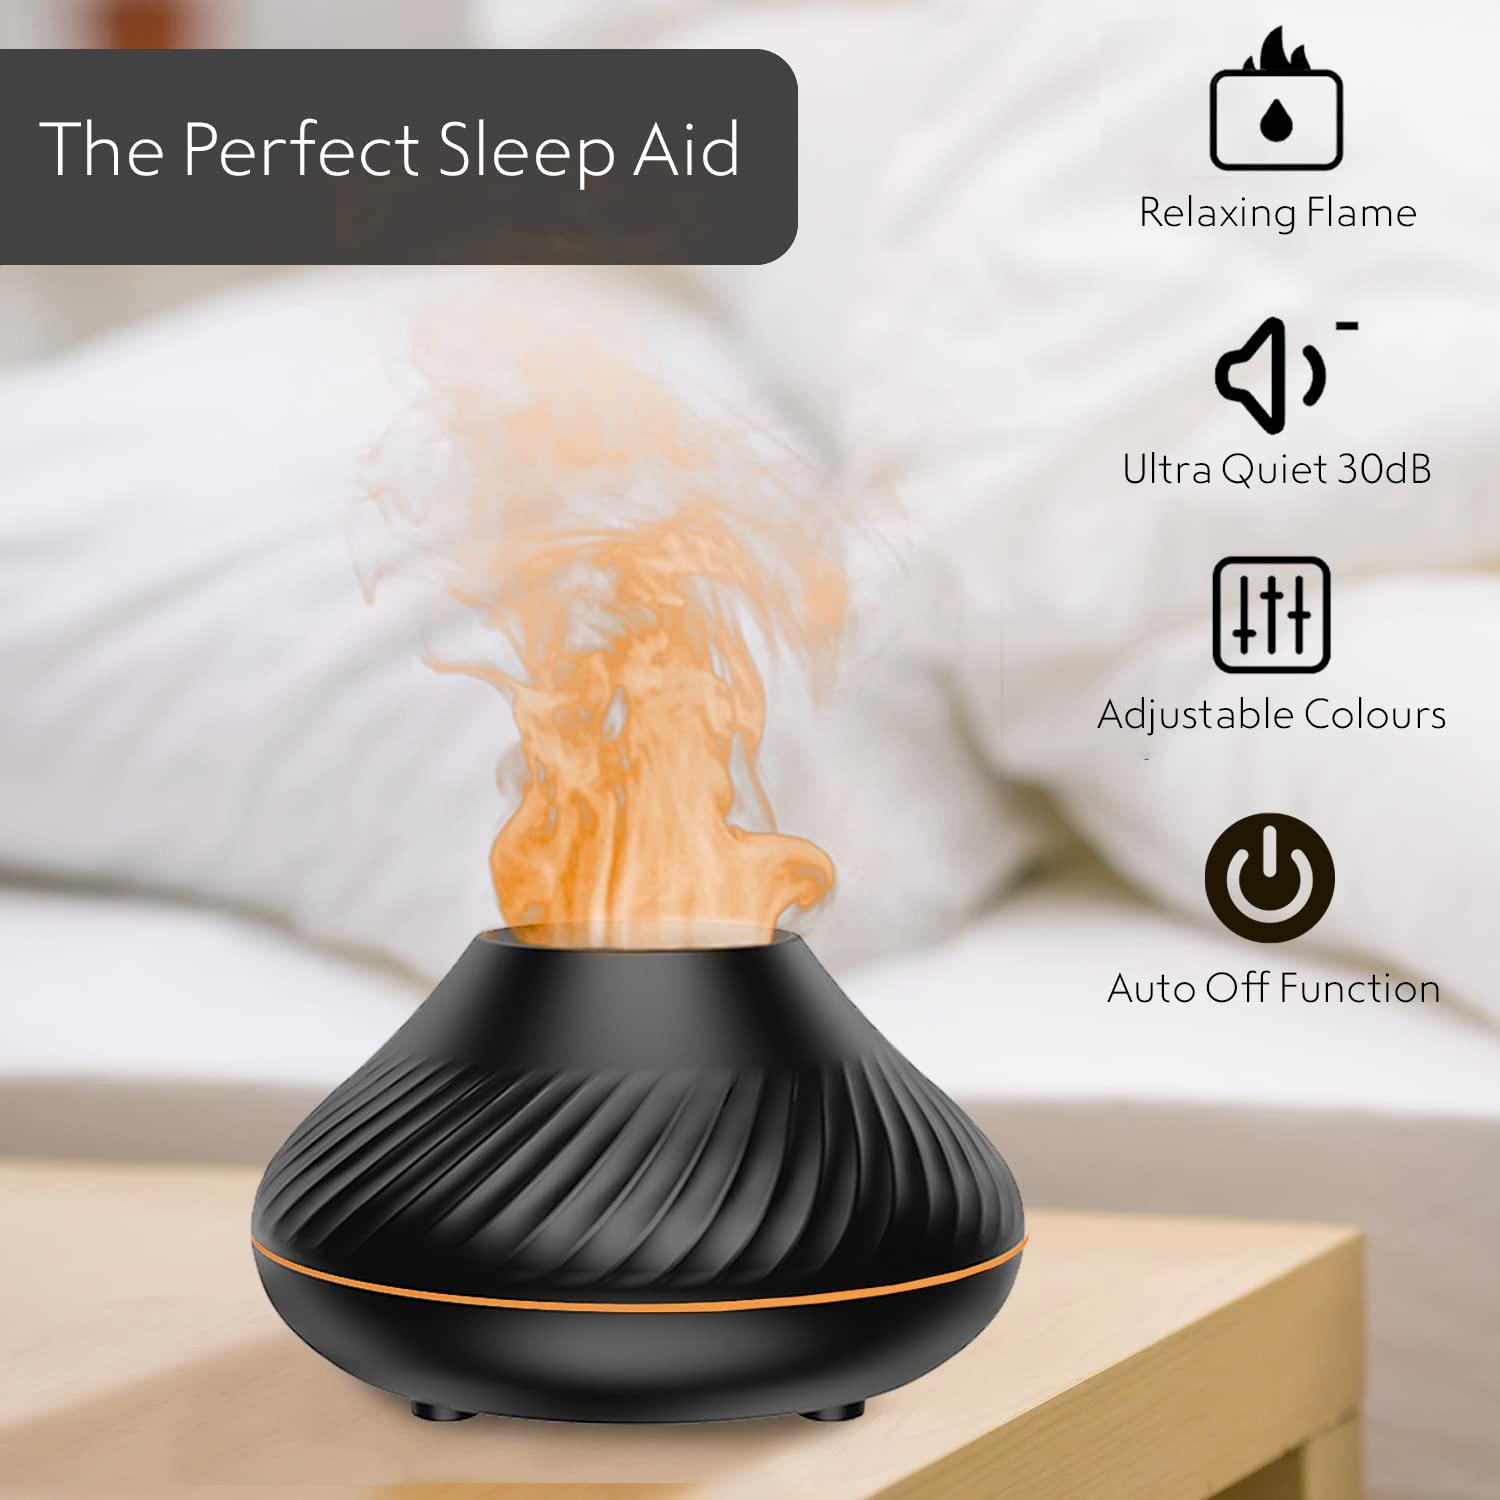 The Perfect Sleep Aid
Relaxing Flame
Ultra Quiet 30dB
Adjustable Colours
Auto Off Function